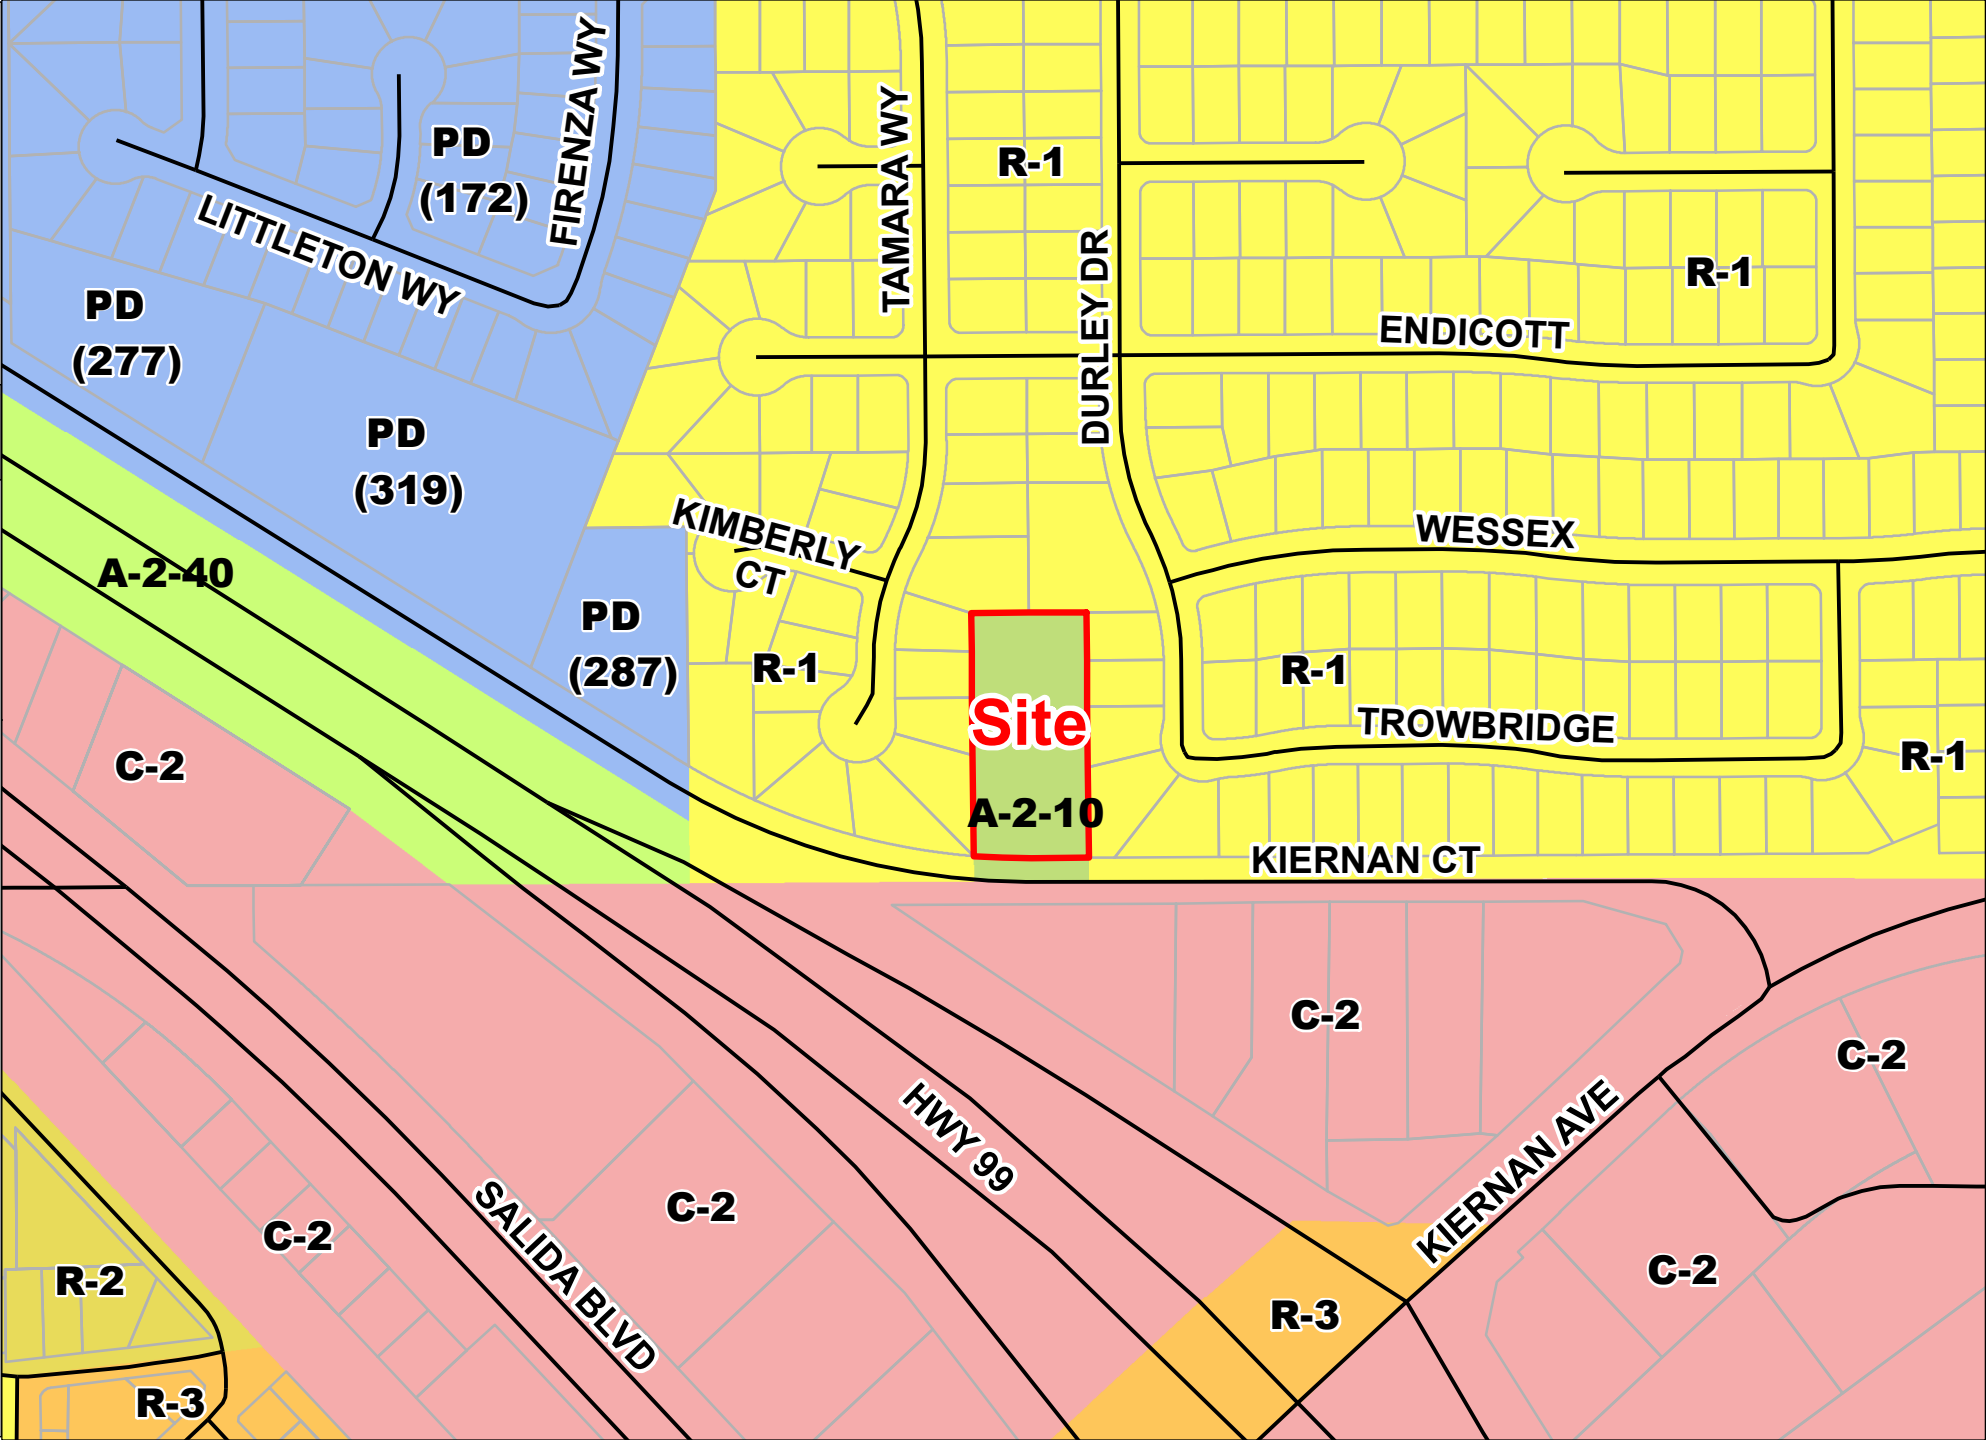 FIRENZA WY
PD
(172)
LITTLETON WY
TAMARA WY
R-1
DURLEY DR
R-1
ENDICOTT
PD
(277)
PD
(319)
KIMBERLY
CT
WESSEX
A-2-40
PD
(287)
R-1
R-1
Site
TROWBRIDGE
R-1
C-2
A-2-10
KIERNAN CT
C-2
C-2
HWY 99
KIERNAN AVE
C-2
C-2
SALIDA BLVD
C-2
R-2
R-3
R-3